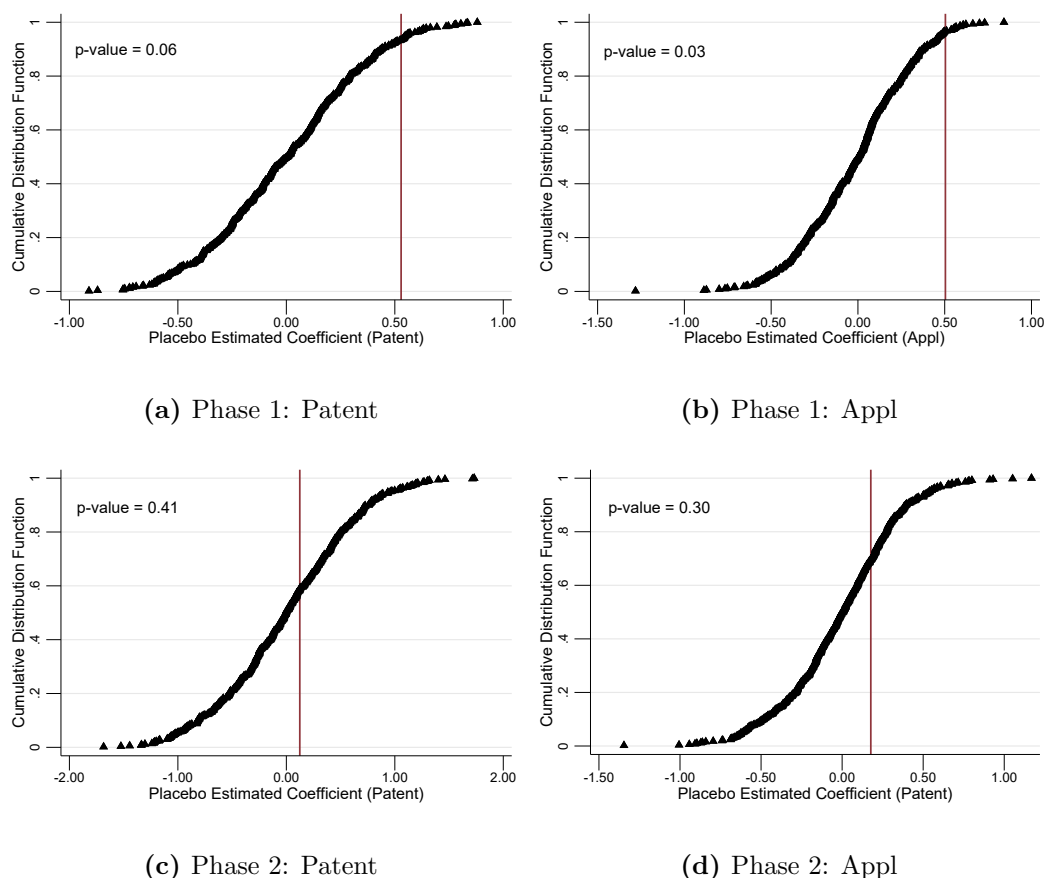 Cumulative Distribution Function
1
.8
.6
.4
.2
0
p-value = 0.06
-1.00 -0.50 0.00 0.50 1.00
Placebo Estimated Coefficient (Patent)
(a) Phase 1: Patent
Cumulative Distribution Function
1
.8
.6
.4
.2
0
p-value = 0.03
-1.50 -1.00 -0.50 0.00 0.50 1.00
Placebo Estimated Coefficient (Appl)
(b) Phase 1: Appl
Cumulative Distribution Function
1
.8
.6
.4
.2
0
p-value = 0.41
-2.00 -1.00 0.00 1.00 2.00
Placebo Estimated Coefficient (Patent)
(c) Phase 2: Patent
Cumulative Distribution Function
1
.8
.6
.4
.2
0
p-value = 0.30
-1.50 -1.00 -0.50 0.00 0.50 1.00
Placebo Estimated Coefficient (Patent)
(d) Phase 2: Appl